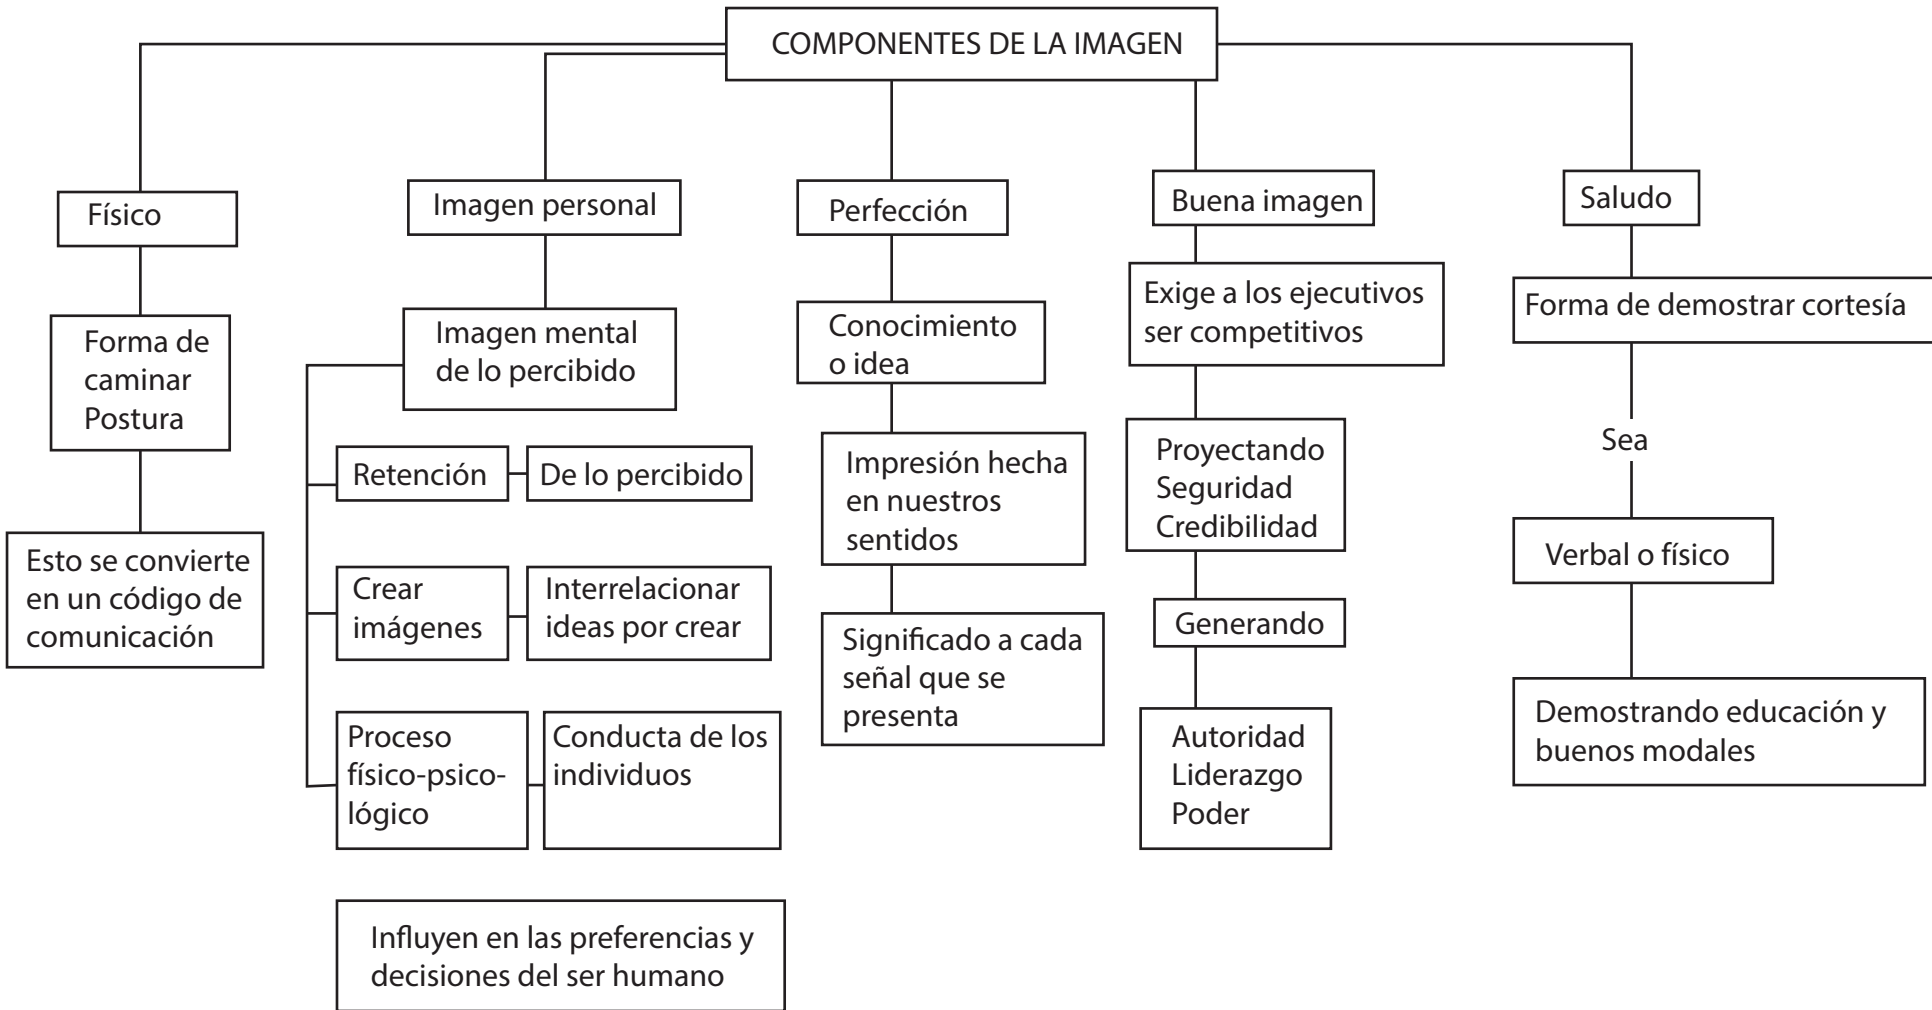 COMPONENTES DE LA IMAGEN
Físico
Forma de
caminar
Postura
Esto se convierte
en un código de
comunicación
Imagen personal
Imagen mental
de lo percibido
Retención
De lo percibido
Crear
imágenes
Interrelacionar
ideas por crear
Proceso
físico-psico-
lógico
Conducta de los
individuos
Influyen en las preferencias y
decisiones del ser humano
Perfección
Conocimiento
o idea
Impresión hecha
en nuestros
sentidos
Significado a cada
señal que se
presenta
Buena imagen
Exige a los ejecutivos
ser competitivos
Proyectando
Seguridad
Credibilidad
Generando
Autoridad
Liderazgo
Poder
Saludo
Forma de demostrar cortesía
Sea
Verbal o físico
Demostrando educación y
buenos modales